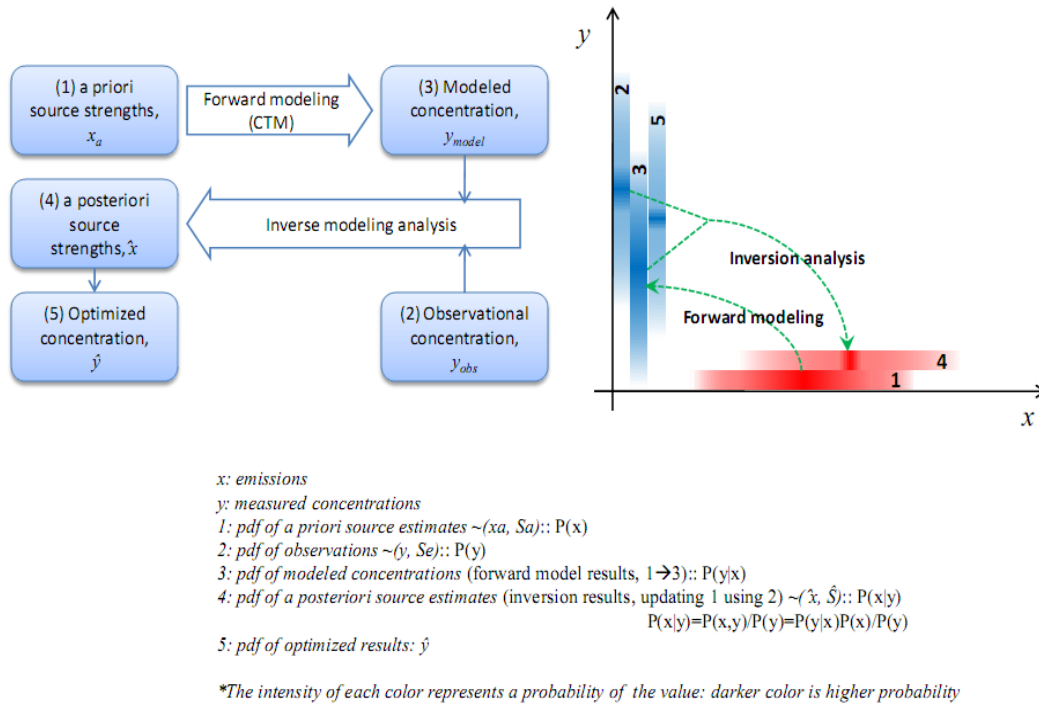 (1) a priori
source strengths,
xₐ
Forward modeling
(CTM)
(3) Modeled
concentration,
y_model
(4) a posteriori
source
strengths, x̂
Inverse modeling analysis
(5) Optimized
concentration,
ŷ
(2) Observational
concentration,
y_obs
y
2
5
3
Inversion analysis
Forward modeling
4
1
x
x: emissions
y: measured concentrations
1: pdf of a priori source estimates ~(xa, Sa):: P(x)
2: pdf of observations ~(y, Se):: P(y)
3: pdf of modeled concentrations (forward model results, 1→3):: P(y|x)
4: pdf of a posteriori source estimates (inversion results, updating 1 using 2) ~(x̂, Ŝ):: P(x|y)
P(x|y)=P(x,y)/P(y)=P(y|x)P(x)/P(y)
5: pdf of optimized results: ŷ
*The intensity of each color represents a probability of the value: darker color is higher probability